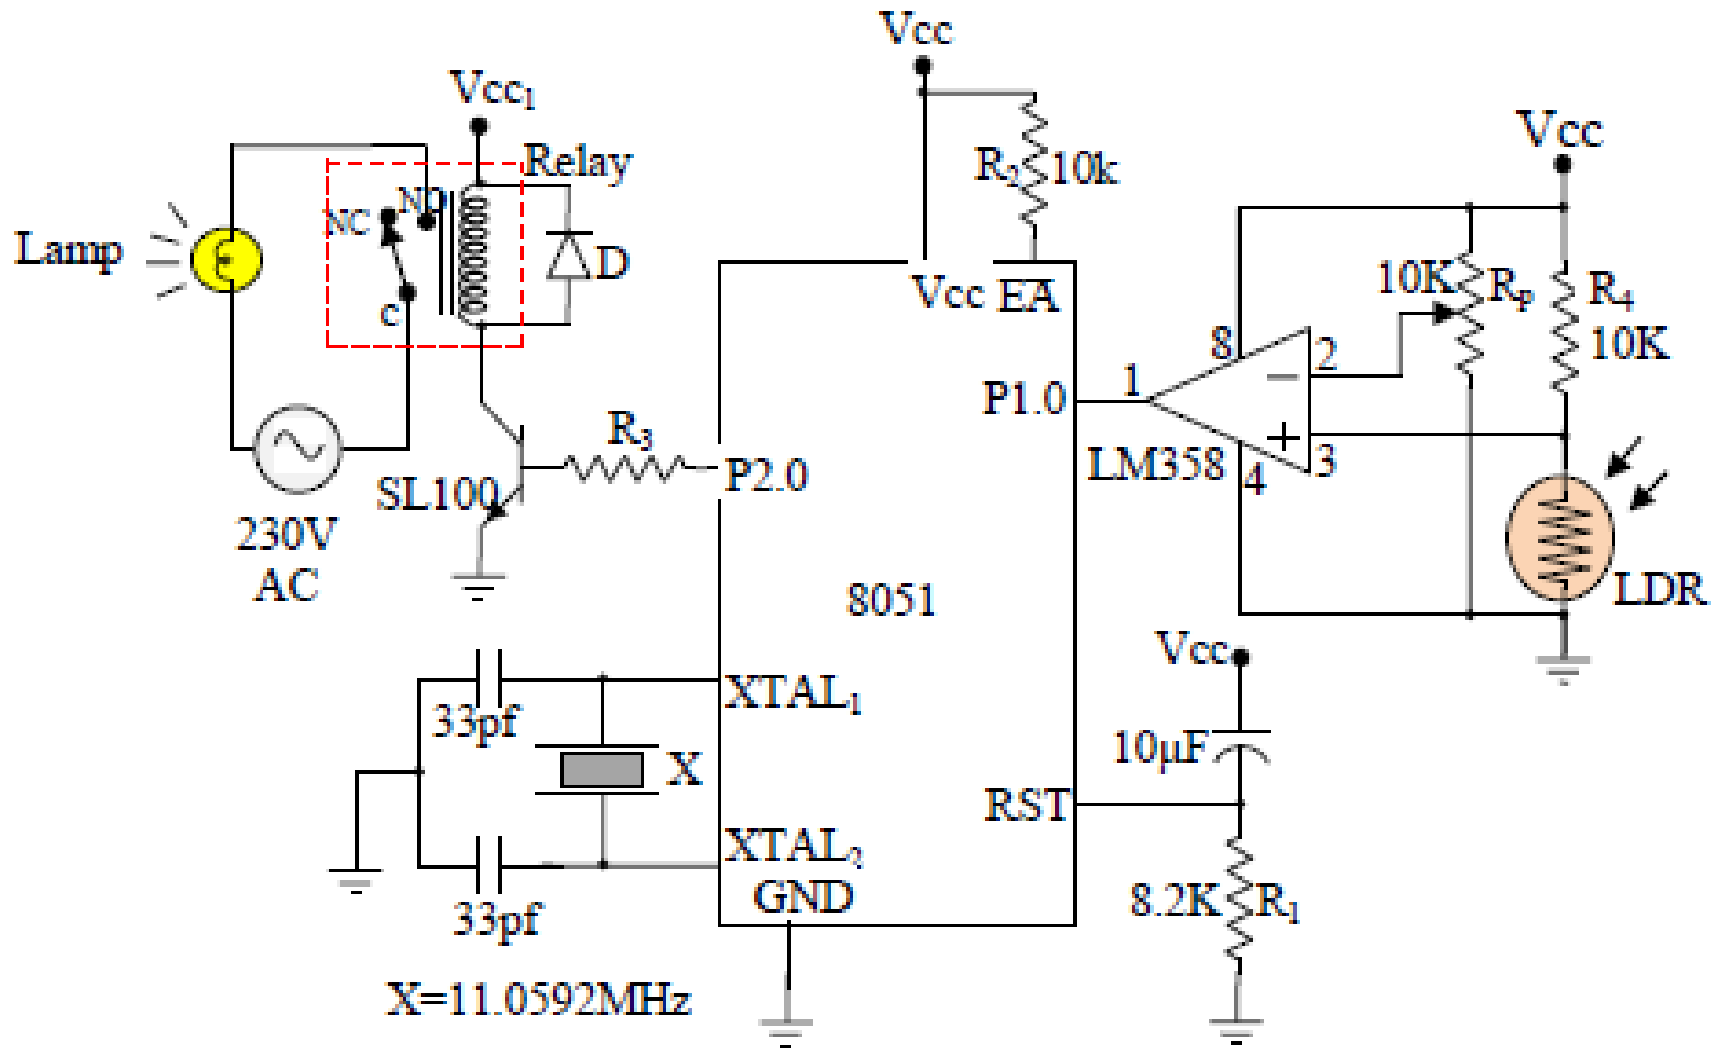 Vcc
Vcc₁
Relay
R₂
10k
Vcc
NC
NO
C
D
Lamp
Vcc
EA
10K
Rₚ
R₄
10K
8
2
1
P1.0
LM358
4
3
R₃
P2.0
SL100
230V
AC
8051
LDR
Vcc
XTAL₁
33pf
X
10µF
RST
XTAL₂
GND
33pf
8.2K
R₁
X=11.0592MHz